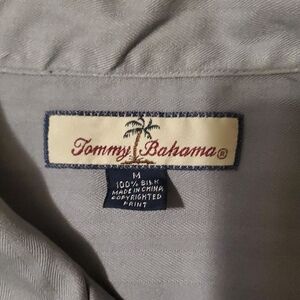 Tommy Bahama®
M
100% SILK
MADE IN CHINA
COPYRIGHTED
PRINT